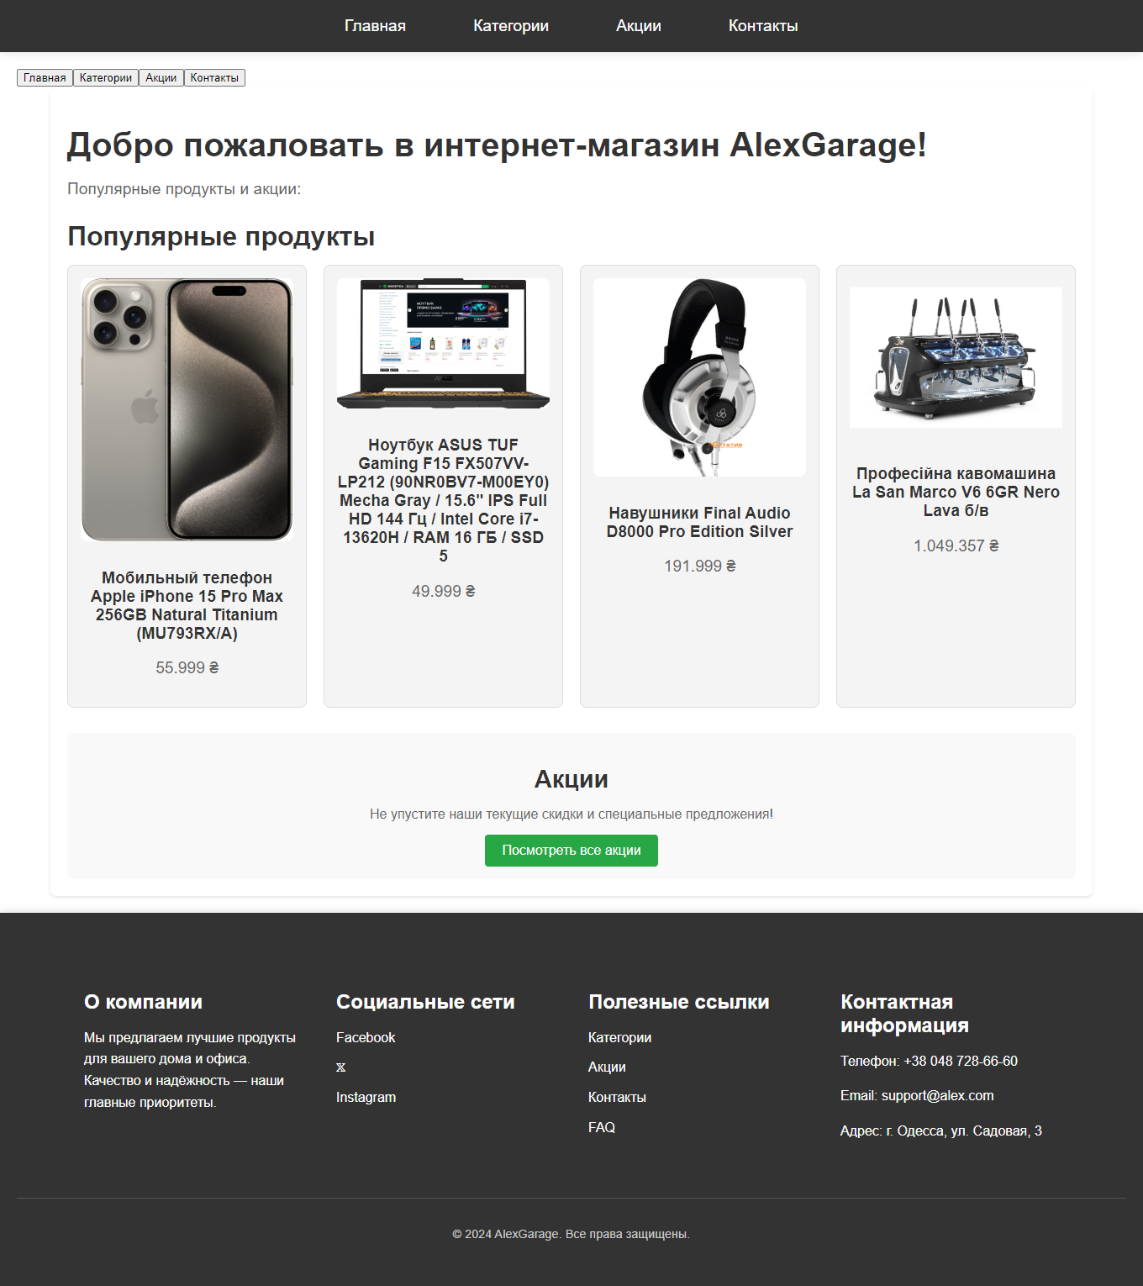 Главная Категории Акции Контакты
Главная Категории Акции Контакты
Добро пожаловать в интернет-магазин AlexGarage!
Популярные продукты и акции:
Популярные продукты
Мобильный телефон
Apple iPhone 15 Pro Max
256GB Natural Titanium
(MU793RX/A)
55.999 ₴
Ноутбук ASUS TUF
Gaming F15 FX507VV-
LP212 (90NR0BV7-M00EY0)
Mecha Gray / 15.6" IPS Full
HD 144 Гц / Intel Core i7-
13620H / RAM 16 ГБ / SSD
5
49.999 ₴
Навушники Final Audio
D8000 Pro Edition Silver
191.999 ₴
Професійна кавомашина
La San Marco V6 6GR Nero
Lava б/в
1.049.357 ₴
Акции
Не упустите наши текущие скидки и специальные предложения!
Посмотреть все акции
О компании
Мы предлагаем лучшие продукты
для вашего дома и офиса.
Качество и надёжность — наши
главные приоритеты.
Социальные сети
Facebook
𝕏
Instagram
Полезные ссылки
Категории
Акции
Контакты
FAQ
Контактная
информация
Телефон: +38 048 728-66-60
Email: support@alex.com
Адрес: г. Одесса, ул. Садовая, 3
© 2024 AlexGarage. Все права защищены.